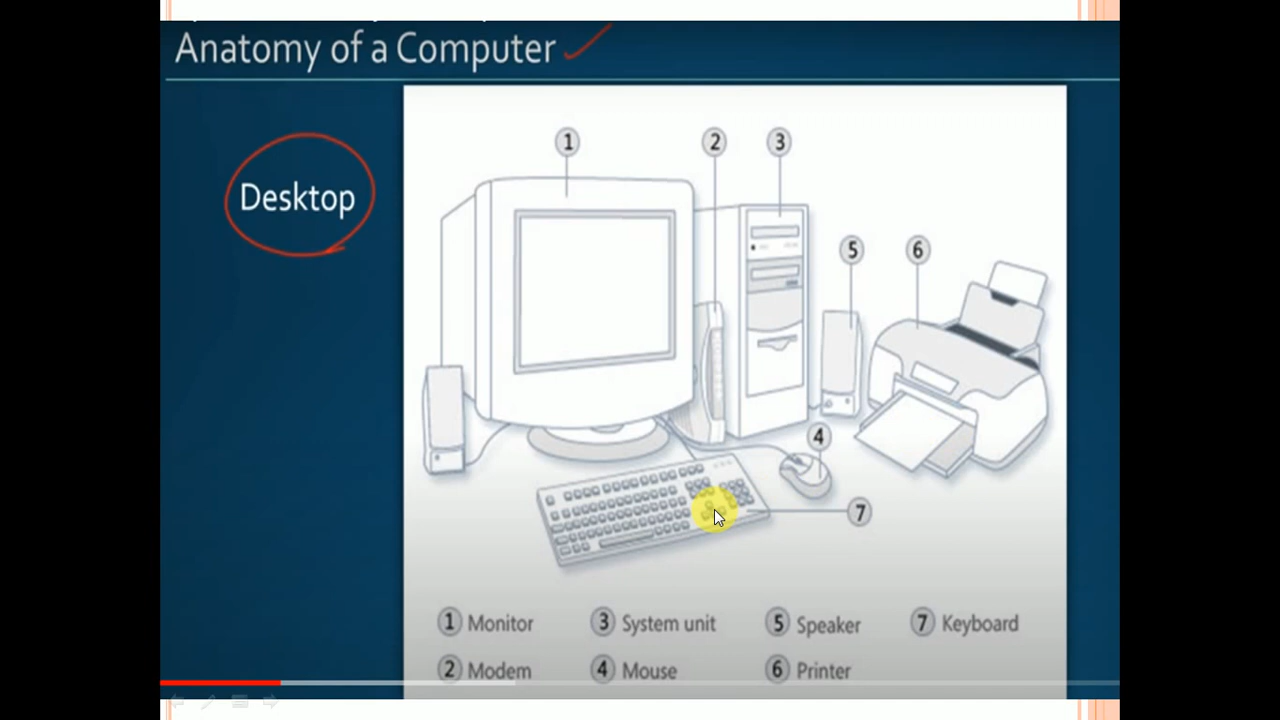 Anatomy of a Computer
Desktop
1
2
3
5
6
4
7
1 Monitor
3 System unit
5 Speaker
7 Keyboard
2 Modem
4 Mouse
6 Printer